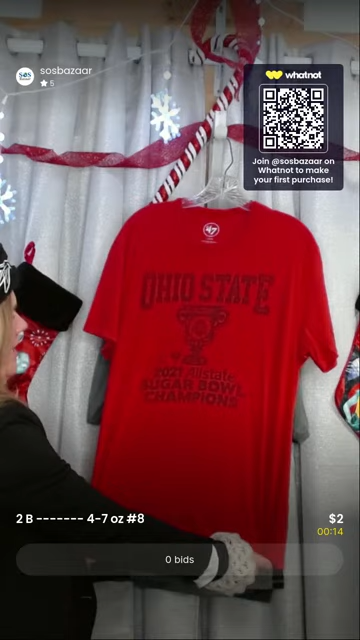 sosbazaar
SOS
★ 5
whatnot
Join @sosbazaar on
Whatnot to make
your first purchase!
47
OHIO STATE
2021 Allstate
SUGAR BOWL
CHAMPIONS
2 B ------- 4-7 oz #8
$2
00:14
0 bids